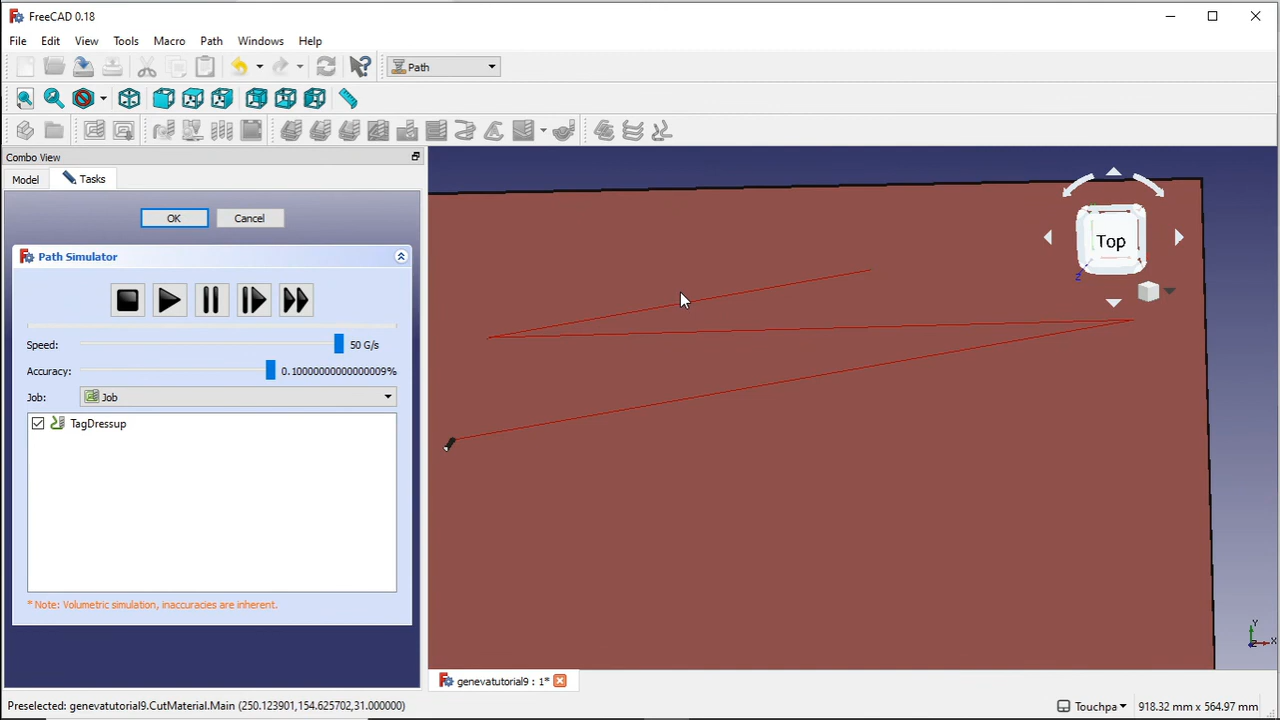 FreeCAD 0.18
File Edit View Tools Macro Path Windows Help
Path
Combo View
Model Tasks
OK Cancel
Path Simulator
Speed: 50 G/s
Accuracy: 0.10000000000000009%
Job: Job
TagDressup
* Note: Volumetric simulation, inaccuracies are inherent.
Top
Z
Y
X
Z
genevatutorial9 : 1*
Preselected: genevatutorial9.CutMaterial.Main (250.123901,154.625702,31.000000)
Touchpa 918.32 mm x 564.97 mm